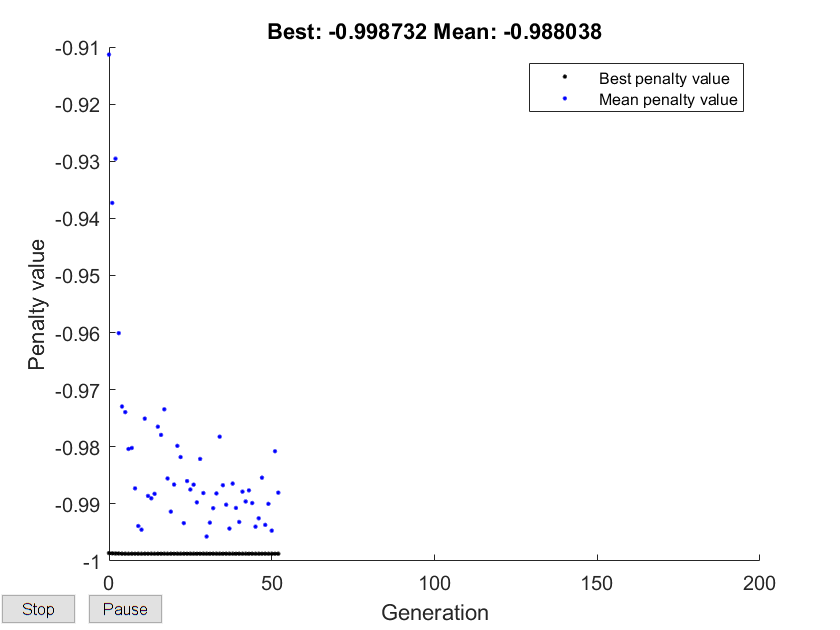 Best: -0.998732 Mean: -0.988038
-0.91
Best penalty value
Mean penalty value
-0.92
-0.93
-0.94
-0.95
-0.96
-0.97
-0.98
-0.99
-1
Penalty value
0 50 100 150 200
Generation
Stop Pause